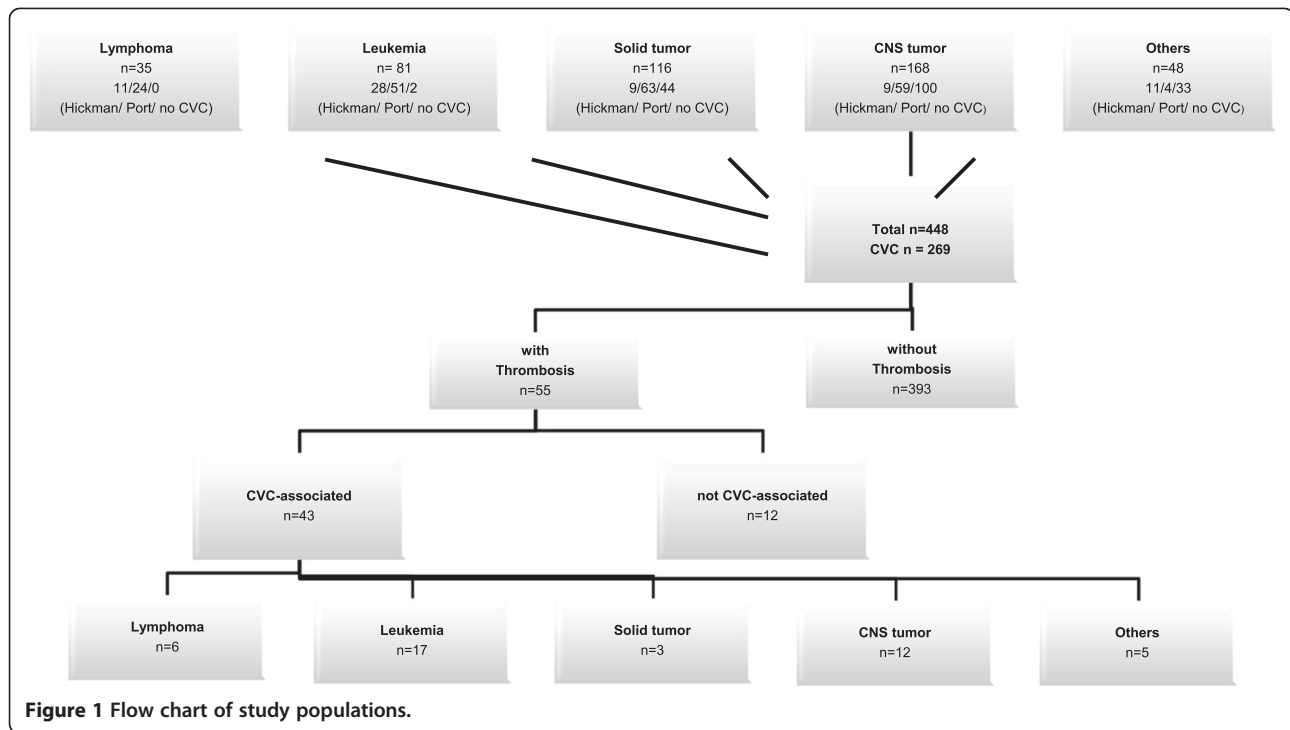 Lymphoma
n=35
11/24/0
(Hickman/ Port/ no CVC)
Leukemia
n= 81
28/51/2
(Hickman/ Port/ no CVC)
Solid tumor
n=116
9/63/44
(Hickman/ Port/ no CVC)
CNS tumor
n=168
9/59/100
(Hickman/ Port/ no CVC)
Others
n=48
11/4/33
(Hickman/ Port/ no CVC)
Total n=448
CVC n = 269
with
Thrombosis
n=55
without
Thrombosis
n=393
CVC-associated
n=43
not CVC-associated
n=12
Lymphoma
n=6
Leukemia
n=17
Solid tumor
n=3
CNS tumor
n=12
Others
n=5
Figure 1 Flow chart of study populations.